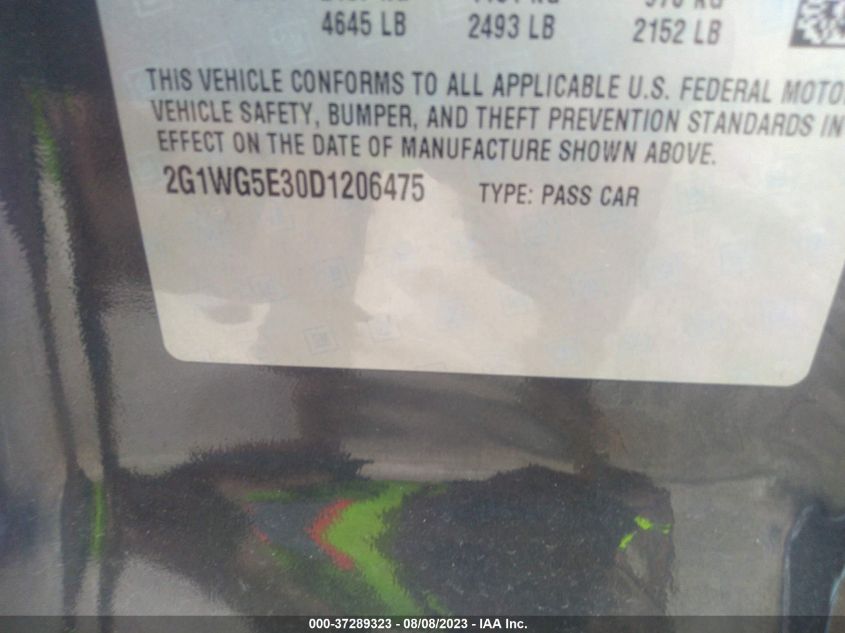 4645 LB 2493 LB 2152 LB
THIS VEHICLE CONFORMS TO ALL APPLICABLE U.S. FEDERAL MOTO
VEHICLE SAFETY, BUMPER, AND THEFT PREVENTION STANDARDS IN
EFFECT ON THE DATE OF MANUFACTURE SHOWN ABOVE.
2G1WG5E30D1206475 TYPE: PASS CAR
000-37289323 - 08/08/2023 - IAA Inc.